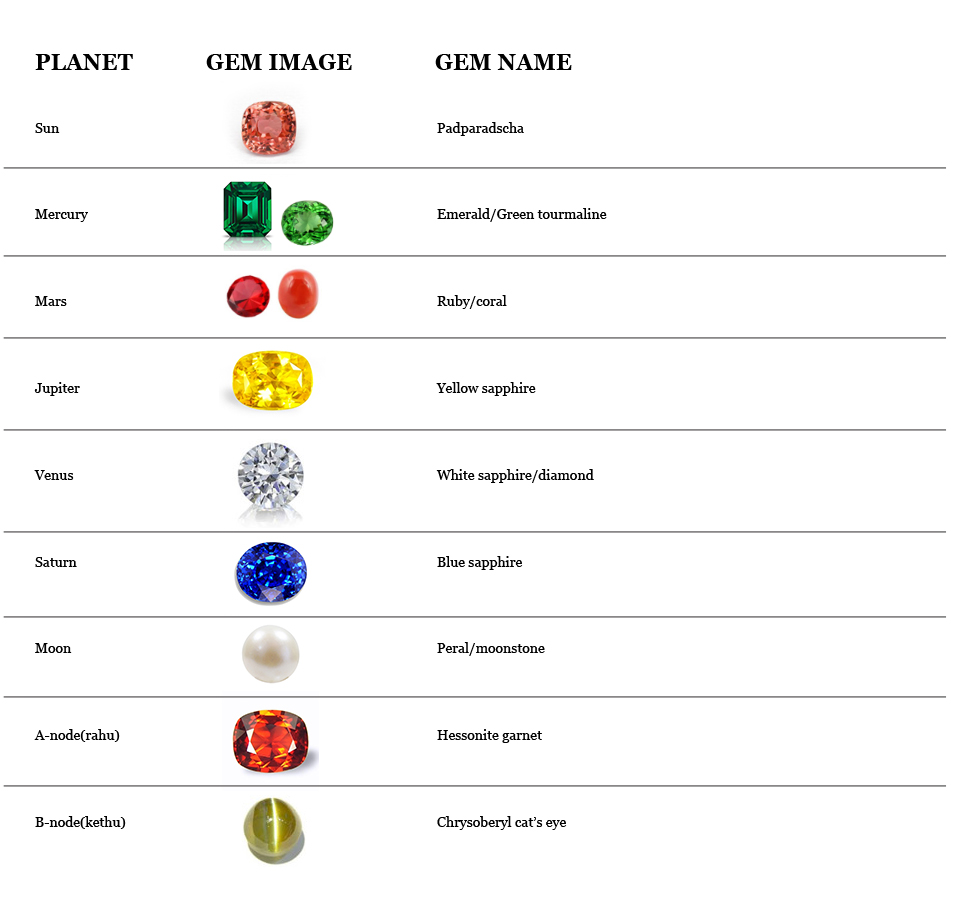 PLANET GEM IMAGE GEM NAME
Sun Padparadscha
Mercury Emerald/Green tourmaline
Mars Ruby/coral
Jupiter Yellow sapphire
Venus White sapphire/diamond
Saturn Blue sapphire
Moon Peral/moonstone
A-node(rahu) Hessonite garnet
B-node(kethu) Chrysoberyl cat’s eye